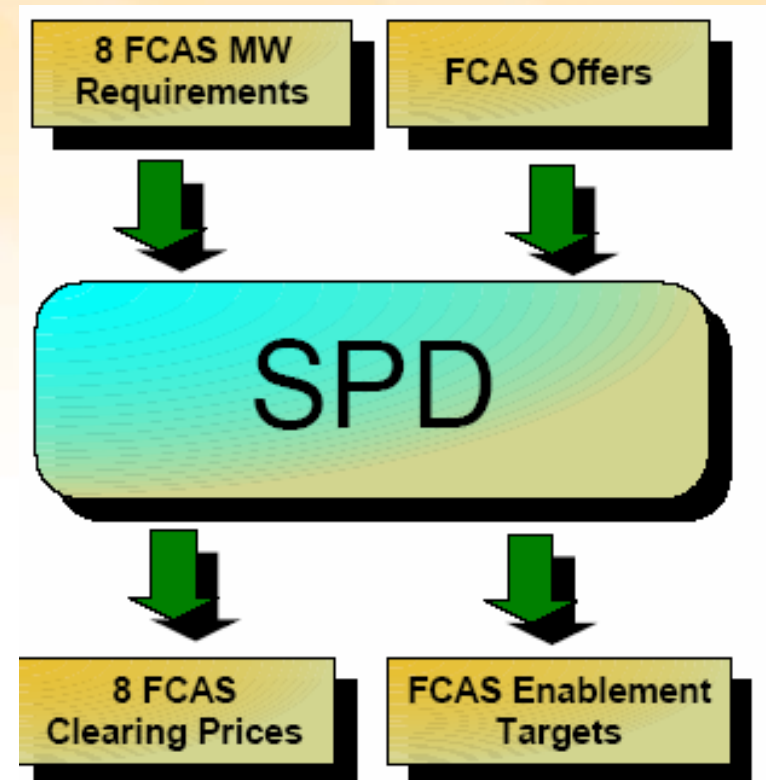 8 FCAS MW
Requirements
FCAS Offers
SPD
8 FCAS
Clearing Prices
FCAS Enablement
Targets